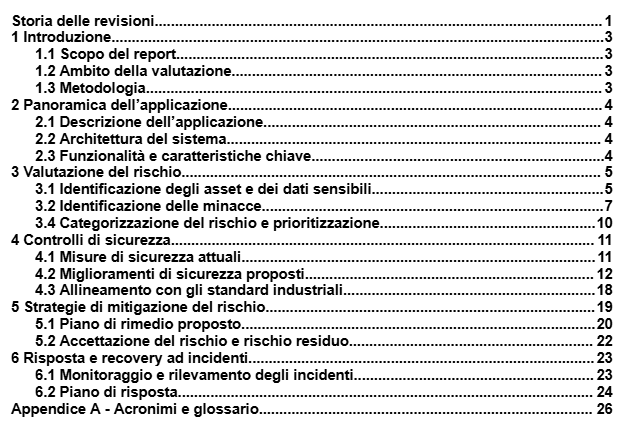 Storia delle revisioni....................1
1 Introduzione....................3
1.1 Scopo del report....................3
1.2 Ambito della valutazione....................3
1.3 Metodologia....................3
2 Panoramica dell’applicazione....................4
2.1 Descrizione dell’applicazione....................4
2.2 Architettura del sistema....................4
2.3 Funzionalità e caratteristiche chiave....................4
3 Valutazione del rischio....................5
3.1 Identificazione degli asset e dei dati sensibili....................5
3.2 Identificazione delle minacce....................7
3.4 Categorizzazione del rischio e prioritizzazione....................10
4 Controlli di sicurezza....................11
4.1 Misure di sicurezza attuali....................11
4.2 Miglioramenti di sicurezza proposti....................12
4.3 Allineamento con gli standard industriali....................18
5 Strategie di mitigazione del rischio....................19
5.1 Piano di rimedio proposto....................20
5.2 Accettazione del rischio e rischio residuo....................22
6 Risposta e recovery ad incidenti....................23
6.1 Monitoraggio e rilevamento degli incidenti....................23
6.2 Piano di risposta....................24
Appendice A - Acronimi e glossario....................26